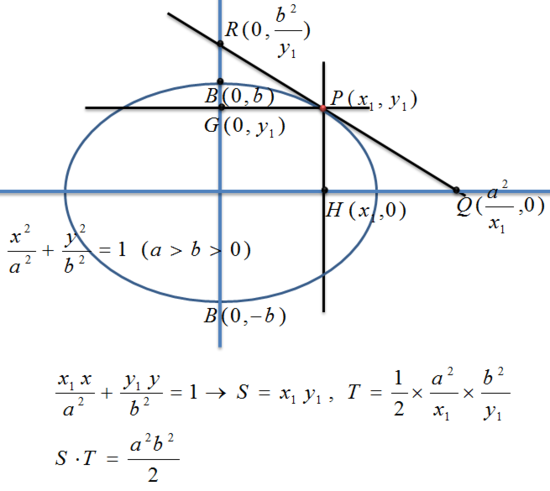 R(0, b²/y₁)
B(0, b)
P(x₁, y₁)
G(0, y₁)
H(x₁, 0)
Q(a²/x₁, 0)
x²/a² + y²/b² = 1 (a > b > 0)
B(0, −b)
x₁x/a² + y₁y/b² = 1 → S = x₁y₁ , T = 1/2 × a²/x₁ × b²/y₁
S · T = a²b²/2